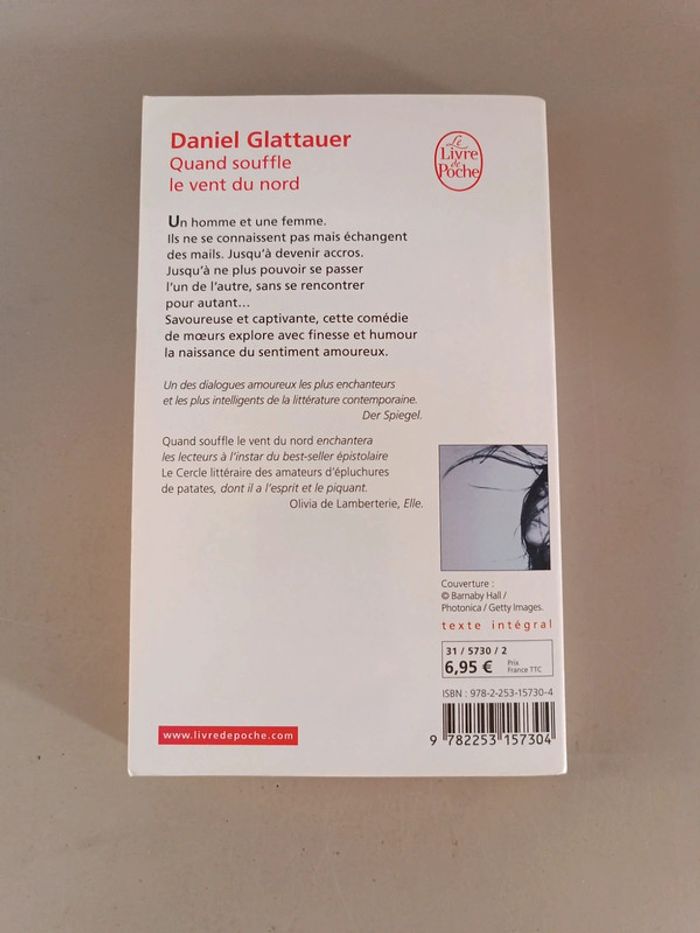 Daniel Glattauer
Quand souffle
le vent du nord
Le
Livre
de
Poche
Un homme et une femme.
Ils ne se connaissent pas mais échangent
des mails. Jusqu'à devenir accros.
Jusqu'à ne plus pouvoir se passer
l'un de l'autre, sans se rencontrer
pour autant...
Savoureuse et captivante, cette comédie
de mœurs explore avec finesse et humour
la naissance du sentiment amoureux.
Un des dialogues amoureux les plus enchanteurs
et les plus intelligents de la littérature contemporaine.
Der Spiegel.
Quand souffle le vent du nord enchantera
les lecteurs à l'instar du best-seller épistolaire
Le Cercle littéraire des amateurs d'épluchures
de patates, dont il a l'esprit et le piquant.
Olivia de Lamberterie, Elle.
Couverture :
© Barnaby Hall /
Photonica / Getty Images.
texte intégral
31 / 5730 / 2
6,95 € Prix
France TTC
ISBN : 978-2-253-15730-4
9 782253 157304
www.livredepoche.com